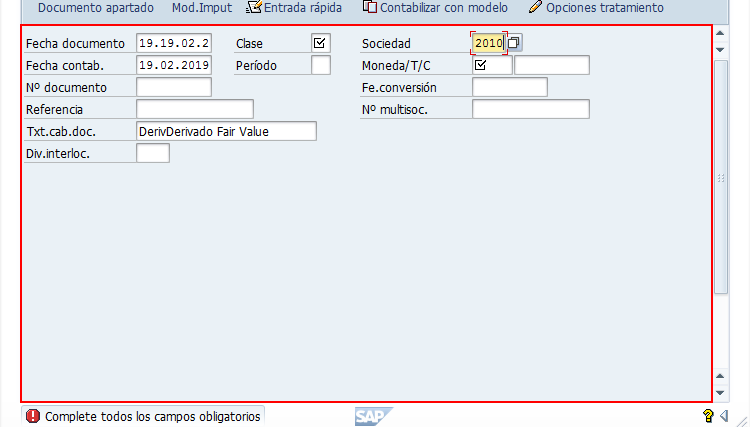 Documento apartado Mod.Imput Entrada rápida Contabilizar con modelo Opciones tratamiento
Fecha documento 19.19.02.2 Clase Sociedad 2010
Fecha contab. 19.02.2019 Período Moneda/T/C
Nº documento Fe.conversión
Referencia Nº multisoc.
Txt.cab.doc. DerivDerivado Fair Value
Div.interloc.
Complete todos los campos obligatorios SAP